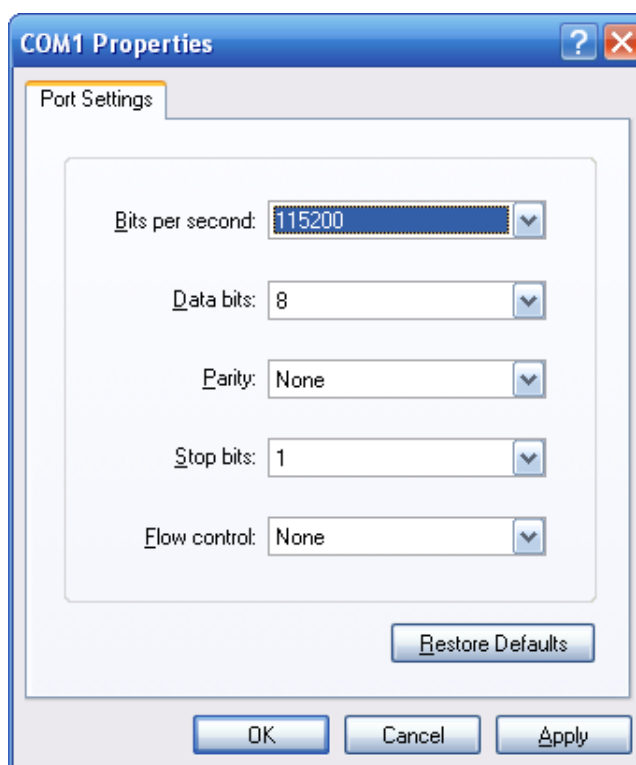 COM1 Properties
Port Settings
Bits per second: 115200
Data bits: 8
Parity: None
Stop bits: 1
Flow control: None
Restore Defaults
OK Cancel Apply